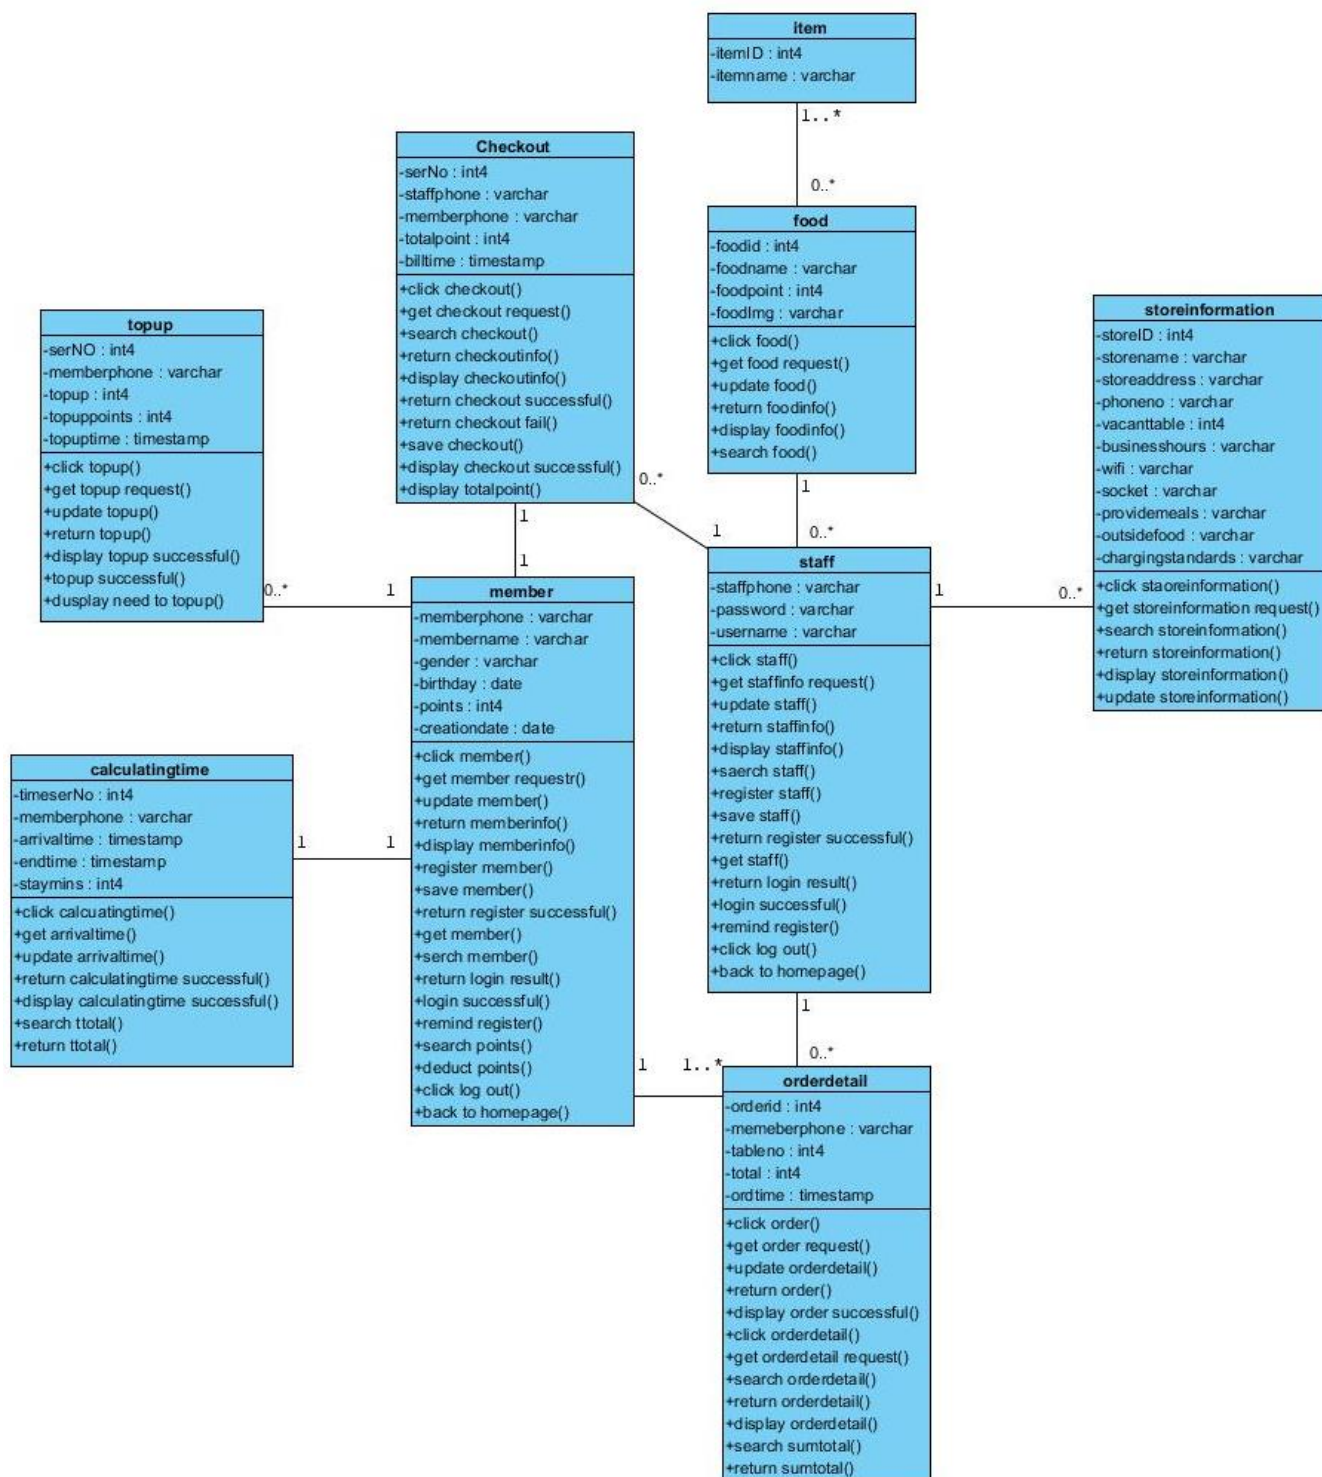 item
-itemID : int4
-itemname : varchar
1..*
0..*
Checkout
-serNo : int4
-staffphone : varchar
-memberphone : varchar
-totalpoint : int4
-billtime : timestamp
+click checkout()
+get checkout request()
+search checkout()
+return checkoutinfo()
+display checkoutinfo()
+return checkout successful()
+return checkout fail()
+save checkout()
+display checkout successful()
+display totalpoint()
food
-foodid : int4
-foodname : varchar
-foodpoint : int4
-foodImg : varchar
+click food()
+get food request()
+update food()
+return foodinfo()
+display foodinfo()
+search food()
storeinformation
-storeID : int4
-storename : varchar
-storeaddress : varchar
-phoneno : varchar
-vacanttable : int4
-businesshours : varchar
-wifi : varchar
-socket : varchar
-providemeals : varchar
-outsidefood : varchar
-chargingstandards : varchar
+click staoreinformation()
+get storeinformation request()
+search storeinformation()
+return storeinformation()
+display storeinformation()
+update storeinformation()
topup
-serNO : int4
-memberphone : varchar
-topup : int4
-topuppoints : int4
-topuptime : timestamp
+click topup()
+get topup request()
+update topup()
+return topup()
+display topup successful()
+topup successful()
+dusplay need to topup()
0..*
1
1
1
0..*
1
1
0..*
1
0..*
member
-memberphone : varchar
-membername : varchar
-gender : varchar
-birthday : date
-points : int4
-creationdate : date
+click member()
+get member requestr()
+update member()
+return memberinfo()
+display memberinfo()
+register member()
+save member()
+return register successful()
+get member()
+serch member()
+return login result()
+login successful()
+remind register()
+search points()
+deduct points()
+click log out()
+back to homepage()
staff
-staffphone : varchar
-password : varchar
-username : varchar
+click staff()
+get staffinfo request()
+update staff()
+return staffinfo()
+display staffinfo()
+saerch staff()
+register staff()
+save staff()
+return register successful()
+get staff()
+return login result()
+login successful()
+remind register()
+click log out()
+back to homepage()
calculatingtime
-timeserNo : int4
-memberphone : varchar
-arrivaltime : timestamp
-endtime : timestamp
-staymins : int4
+click calcuatingtime()
+get arrivaltime()
+update arrivaltime()
+return calculatingtime successful()
+display calculatingtime successful()
+search ttotal()
+return ttotal()
1
1
1
0..*
1
1..*
orderdetail
-orderid : int4
-memeberphone : varchar
-tableno : int4
-total : int4
-ordtime : timestamp
+click order()
+get order request()
+update orderdetail()
+return order()
+display order successful()
+click orderdetail()
+get orderdetail request()
+search orderdetail()
+return orderdetail()
+display orderdetail()
+search sumtotal()
+return sumtotal()